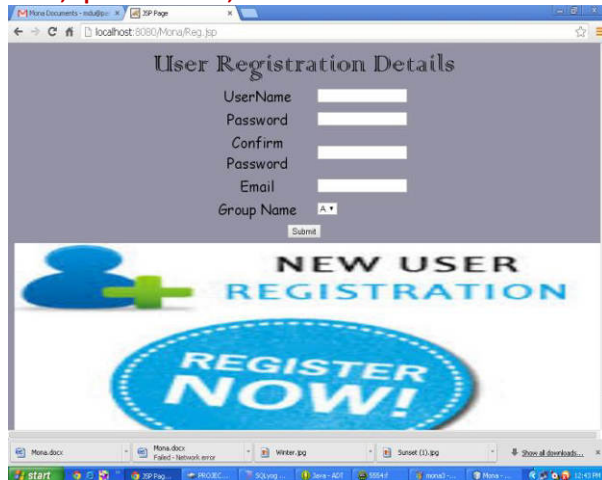 Mona Documents - mdu@pa
JSP Page
localhost:8080/Mona/Reg.jsp
User Registration Details
UserName
Password
Confirm
Password
Email
Group Name A
Submit
NEW USER
REGISTRATION
REGISTER
NOW!
Mona.docx
Mona.docx
Failed - Network error
Winter.jpg
Sunset (1).jpg
Show all downloads...
start
JSP Pag...
PROJEC...
SQLyog ...
Java - ADT
5554:f
mona3 -...
Mona - ...
12:43 PM